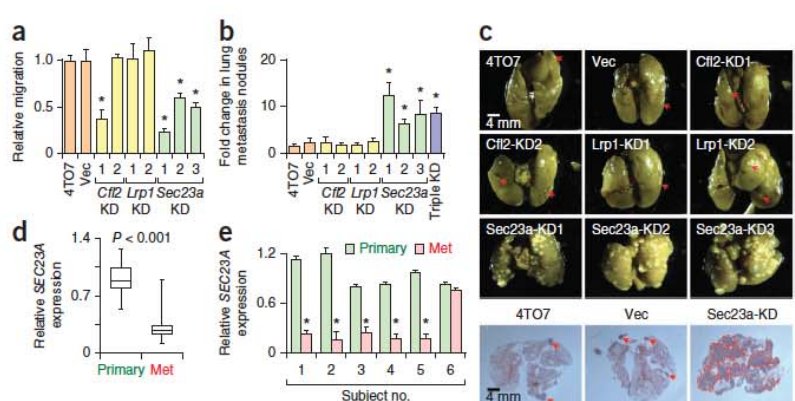 a
Relative migration
1.0
0.5
0
*
*
*
*
4TO7
Vec
1 2 1 2 1 2 3
Cfl2 Lrp1 Sec23a
KD KD KD
b
Fold change in lung
metastasis nodules
20
10
0
*
*
*
*
4TO7
Vec
1 2 1 2 1 2 3
Cfl2 Lrp1 Sec23a
KD KD KD
Triple KD
c
4TO7
4 mm
Vec
Cfl2-KD1
Cfl2-KD2
Lrp1-KD1
Lrp1-KD2
Sec23a-KD1
Sec23a-KD2
Sec23a-KD3
4TO7
Vec
Sec23a-KD
4 mm
d
Relative SEC23A
expression
1.4
0.7
0
P < 0.001
Primary Met
e
Relative SEC23A
expression
1.2
0.6
0
Primary Met
* * * * *
1 2 3 4 5 6
Subject no.